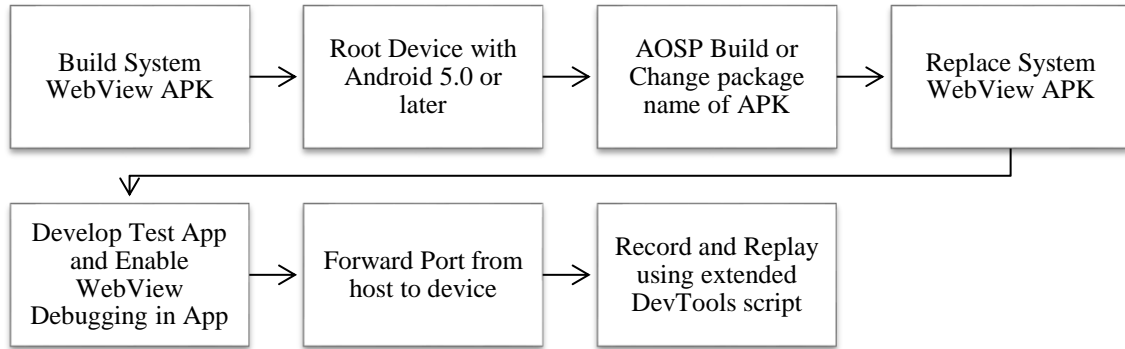 Build System
WebView APK
Root Device with
Android 5.0 or
later
AOSP Build or
Change package
name of APK
Replace System
WebView APK
Develop Test App
and Enable
WebView
Debugging in App
Forward Port from
host to device
Record and Replay
using extended
DevTools script